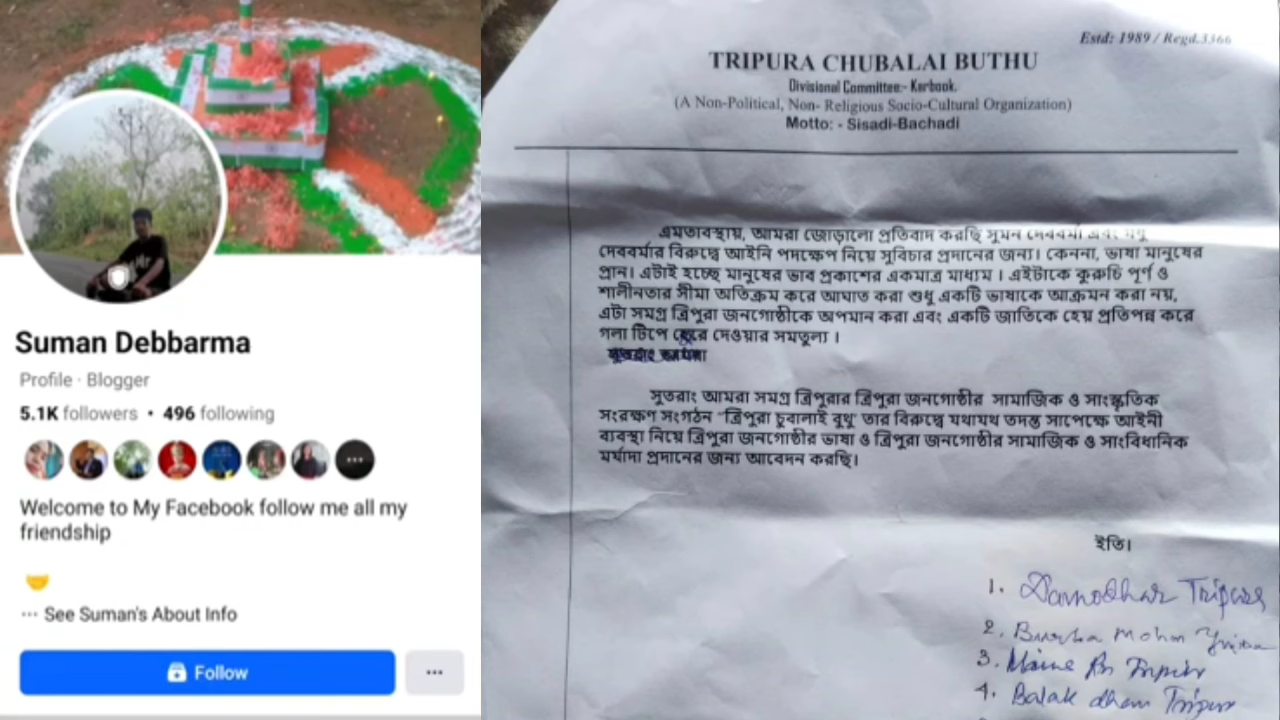 Suman Debbarma
Profile · Blogger
5.1K followers • 496 following
Welcome to My Facebook follow me all my
friendship
··· See Suman's About Info
Follow
Estd: 1989 / Regd.3366
TRIPURA CHUBALAI BUTHU
Divisional Committee:- Karbook.
(A Non-Political, Non- Religious Socio-Cultural Organization)
Motto: - Sisadi-Bachadi
এমতাবস্থায়, আমরা জোড়ালো প্রতিবাদ করছি সুমন দেববর্মা এবং
দেববর্মার বিরুদ্ধে আইনি পদক্ষেপ নিয়ে সুবিচার প্রদানের জন্য। কেননা, ভাষা মানুষের
প্রান। এটাই হচ্ছে মানুষের ভাব প্রকাশের একমাত্র মাধ্যম । এইটাকে কুরুচি পূর্ণ ও
শালীনতার সীমা অতিক্রম করে আঘাত করা শুধু একটি ভাষাকে আক্রমন করা নয়,
এটা সমগ্র ত্রিপুরা জনগোষ্ঠীকে অপমান করা এবং একটি জাতিকে হেয় প্রতিপন্ন করে
গলা টিপে দেওয়ার সমতুল্য ।
সুতরাং আমরা সমগ্র ত্রিপুরার ত্রিপুরা জনগোষ্ঠীর সামাজিক ও সাংস্কৃতিক
সংরক্ষণ সংগঠন "ত্রিপুরা চুবালাই বুথু" তার বিরুদ্ধে যথাযথ তদন্ত সাপেক্ষে আইনী
ব্যবস্থা নিয়ে ত্রিপুরা জনগোষ্ঠীর ভাষা ও ত্রিপুরা জনগোষ্ঠীর সামাজিক ও সাংবিধানিক
মর্যাদা প্রদানের জন্য আবেদন করছি।
ইতি।
1. Damodhar Tripura
2. Mohon
3.
4. Balak dhan Tripura